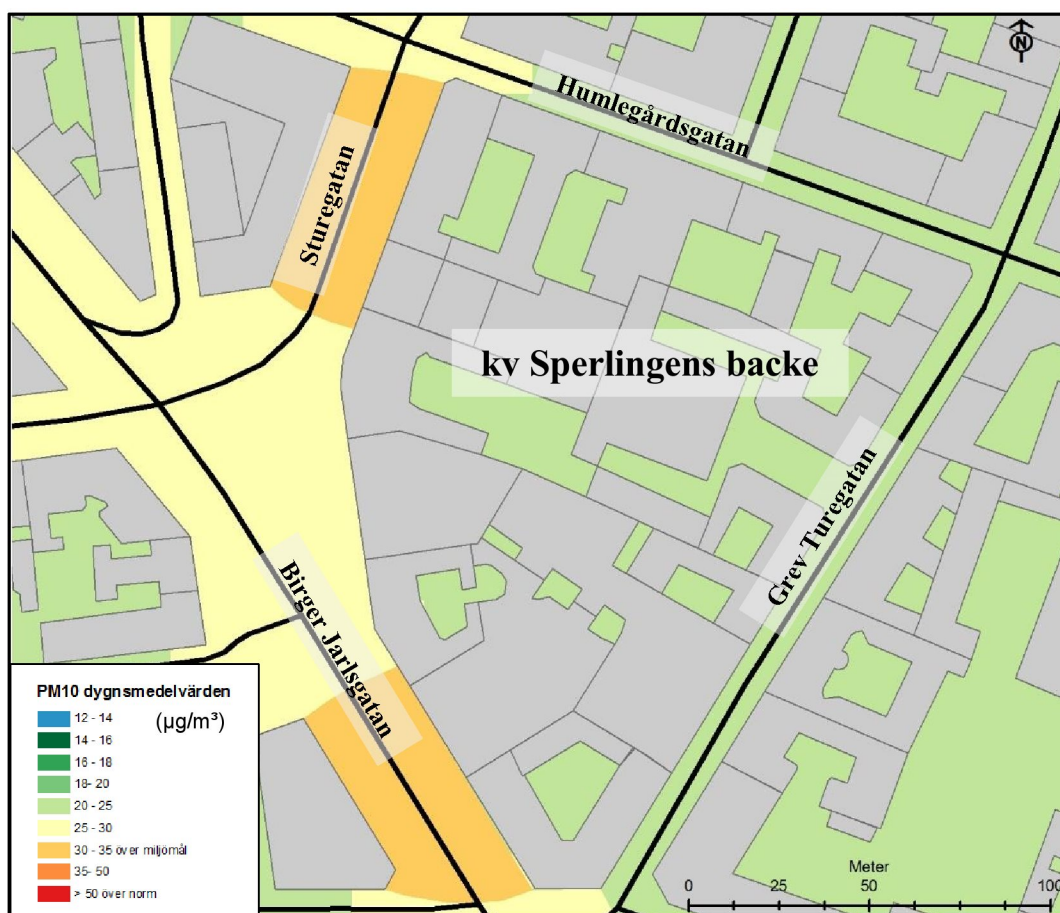 N
Humlegårdsgatan
Sturegatan
kv Sperlingens backe
Grev Turegatan
Birger Jarlsgatan
PM10 dygnsmedelvärden
(µg/m³)
12 - 14
14 - 16
16 - 18
18- 20
20 - 25
25 - 30
30 - 35 över miljömål
35- 50
> 50 över norm
Meter
0 50 100